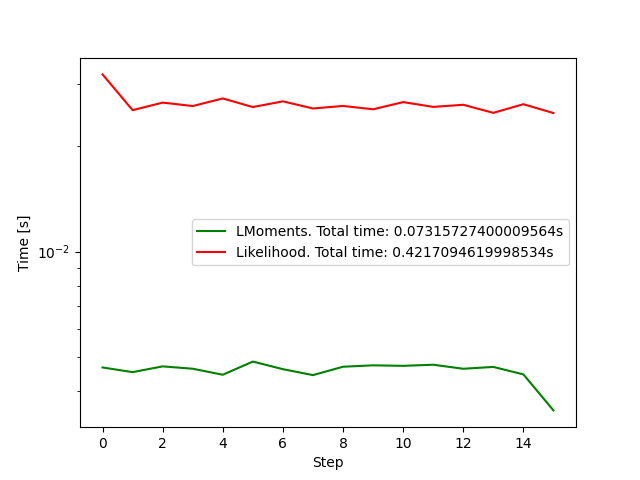 Time [s]
10⁻²
LMoments. Total time: 0.07315727400009564s
Likelihood. Total time: 0.4217094619998534s
0 2 4 6 8 10 12 14
Step